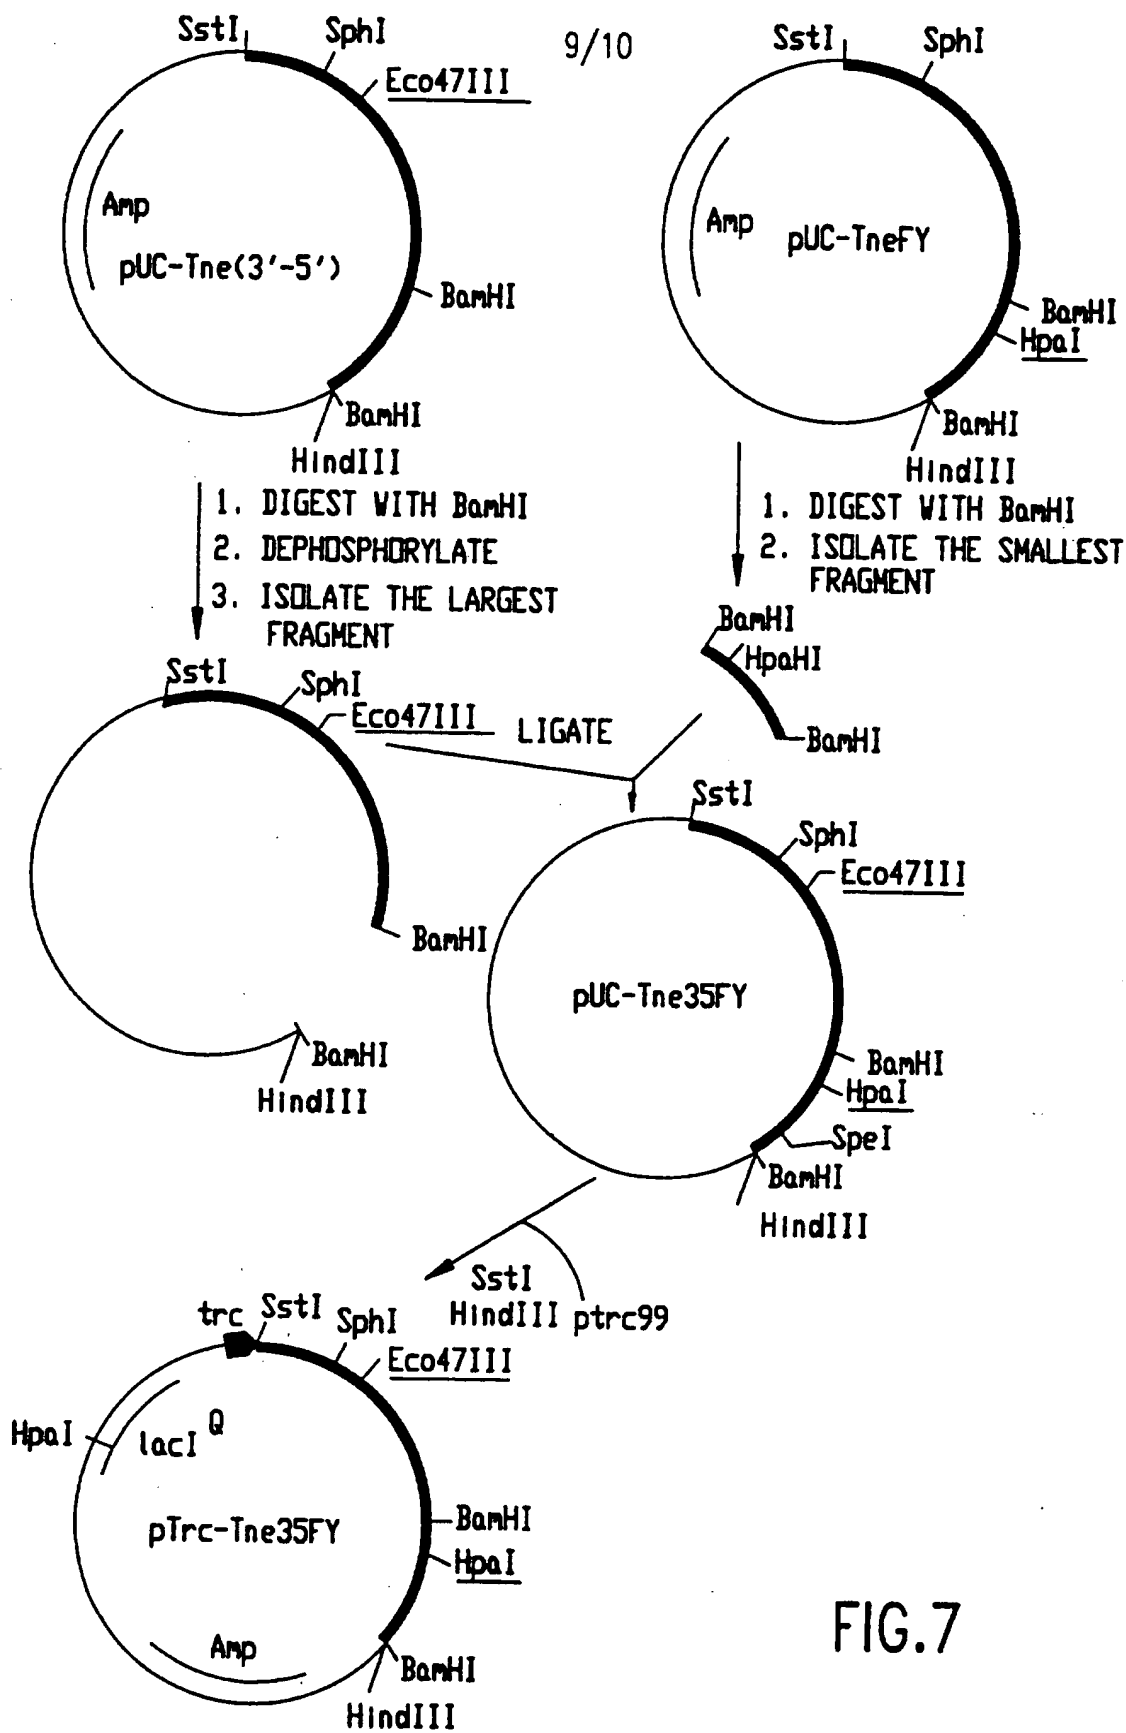 9/10
SstI
SphI
Eco47III
Amp
pUC-Tne(3'-5')
BamHI
BamHI
HindIII
SstI
SphI
Amp
pUC-TneFY
BamHI
HpaI
BamHI
HindIII
1. DIGEST WITH BamHI
2. DEPHOSPHORYLATE
3. ISOLATE THE LARGEST
FRAGMENT
1. DIGEST WITH BamHI
2. ISOLATE THE SMALLEST
FRAGMENT
BamHI
HpaHI
BamHI
SstI
SphI
Eco47III
LIGATE
BamHI
BamHI
HindIII
SstI
SphI
Eco47III
pUC-Tne35FY
BamHI
HpaI
SpeI
BamHI
HindIII
SstI
HindIII ptrc99
trc
SstI
SphI
Eco47III
HpaI
lacI Q
pTrc-Tne35FY
BamHI
HpaI
Amp
BamHI
HindIII
FIG.7